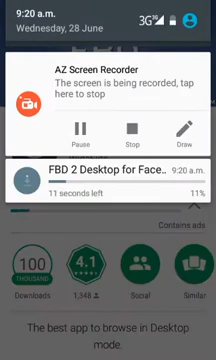 9:20 a.m.
3G 3G
Wednesday, 28 June
AZ Screen Recorder
The screen is being recorded, tap
here to stop
Pause
Stop
Draw
FBD 2 Desktop for Face..
9:20 a.m.
11 seconds left
11%
Contains ads
100
THOUSAND
4.1
Downloads
1,348
Social
Similar
The best app to browse in Desktop
mode.